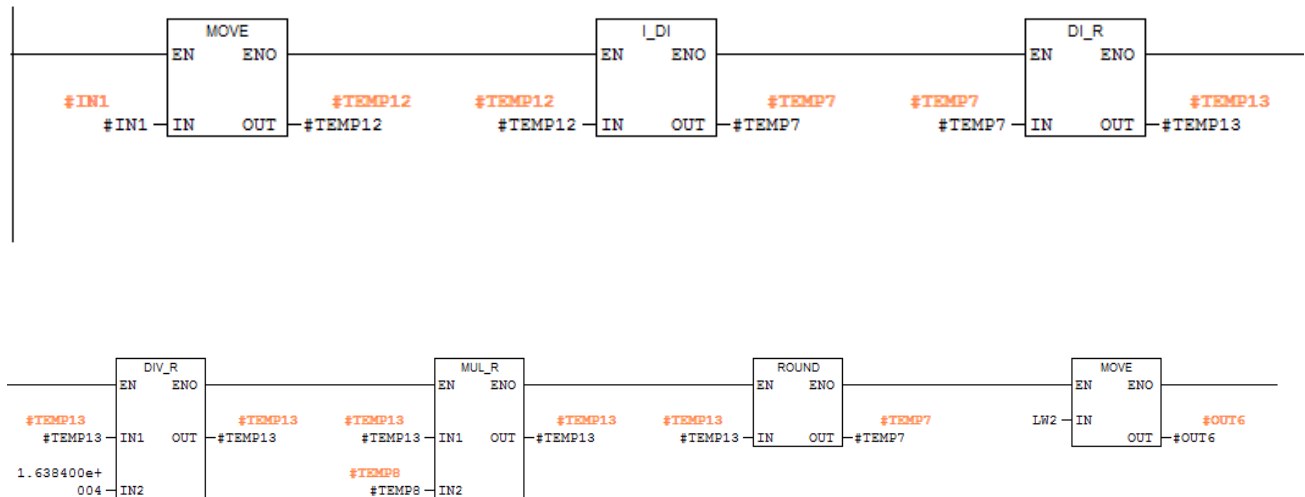 MOVE I_DI DI_R
EN ENO EN ENO EN ENO
#IN1 #TEMP12 #TEMP12 #TEMP7 #TEMP7 #TEMP13
#IN1 IN OUT #TEMP12 #TEMP12 IN OUT #TEMP7 #TEMP7 IN OUT #TEMP13
DIV_R MUL_R ROUND MOVE
EN ENO EN ENO EN ENO EN ENO
#TEMP13 #TEMP13 #TEMP13 #TEMP13 #TEMP13 #TEMP7 LW2 IN #OUT6
#TEMP13 IN1 OUT #TEMP13 #TEMP13 IN1 OUT #TEMP13 #TEMP13 IN OUT #TEMP7 OUT #OUT6
1.638400e+ #TEMP8
004 IN2 #TEMP8 IN2